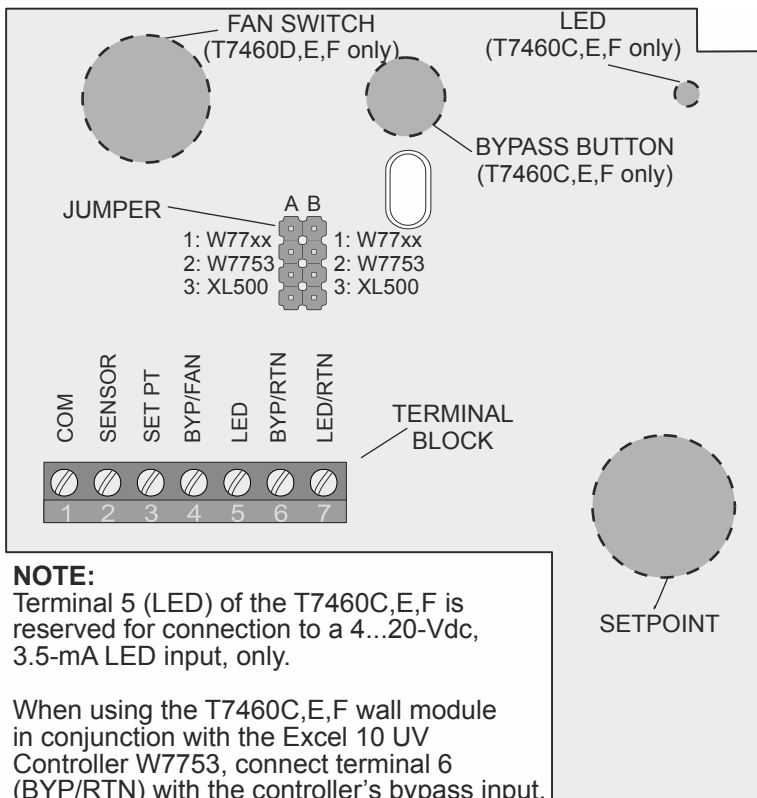 FAN SWITCH
(T7460D,E,F only)
LED
(T7460C,E,F only)
BYPASS BUTTON
(T7460C,E,F only)
JUMPER
A B
1: W77xx 1: W77xx
2: W7753 2: W7753
3: XL500 3: XL500
COM SENSOR SET PT BYP/FAN LED BYP/RTN LED/RTN
TERMINAL
BLOCK
1 2 3 4 5 6 7
SETPOINT
NOTE:
Terminal 5 (LED) of the T7460C,E,F is
reserved for connection to a 4...20-Vdc,
3.5-mA LED input, only.
When using the T7460C,E,F wall module
in conjunction with the Excel 10 UV
Controller W7753, connect terminal 6
(BYP/RTN) with the controller's bypass input.